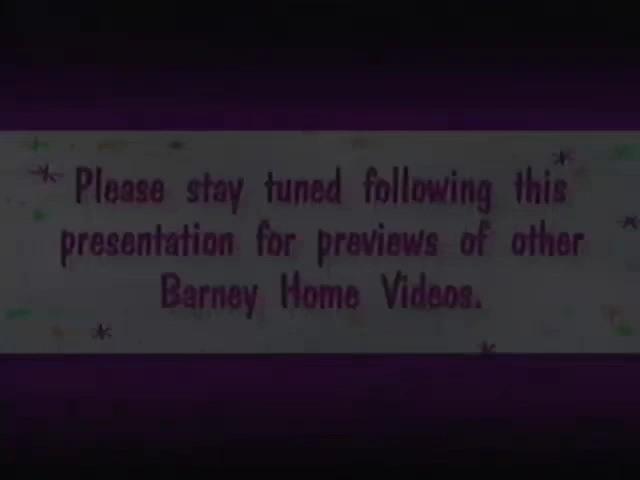 Please stay tuned following this
presentation for previews of other
Barney Home Videos.